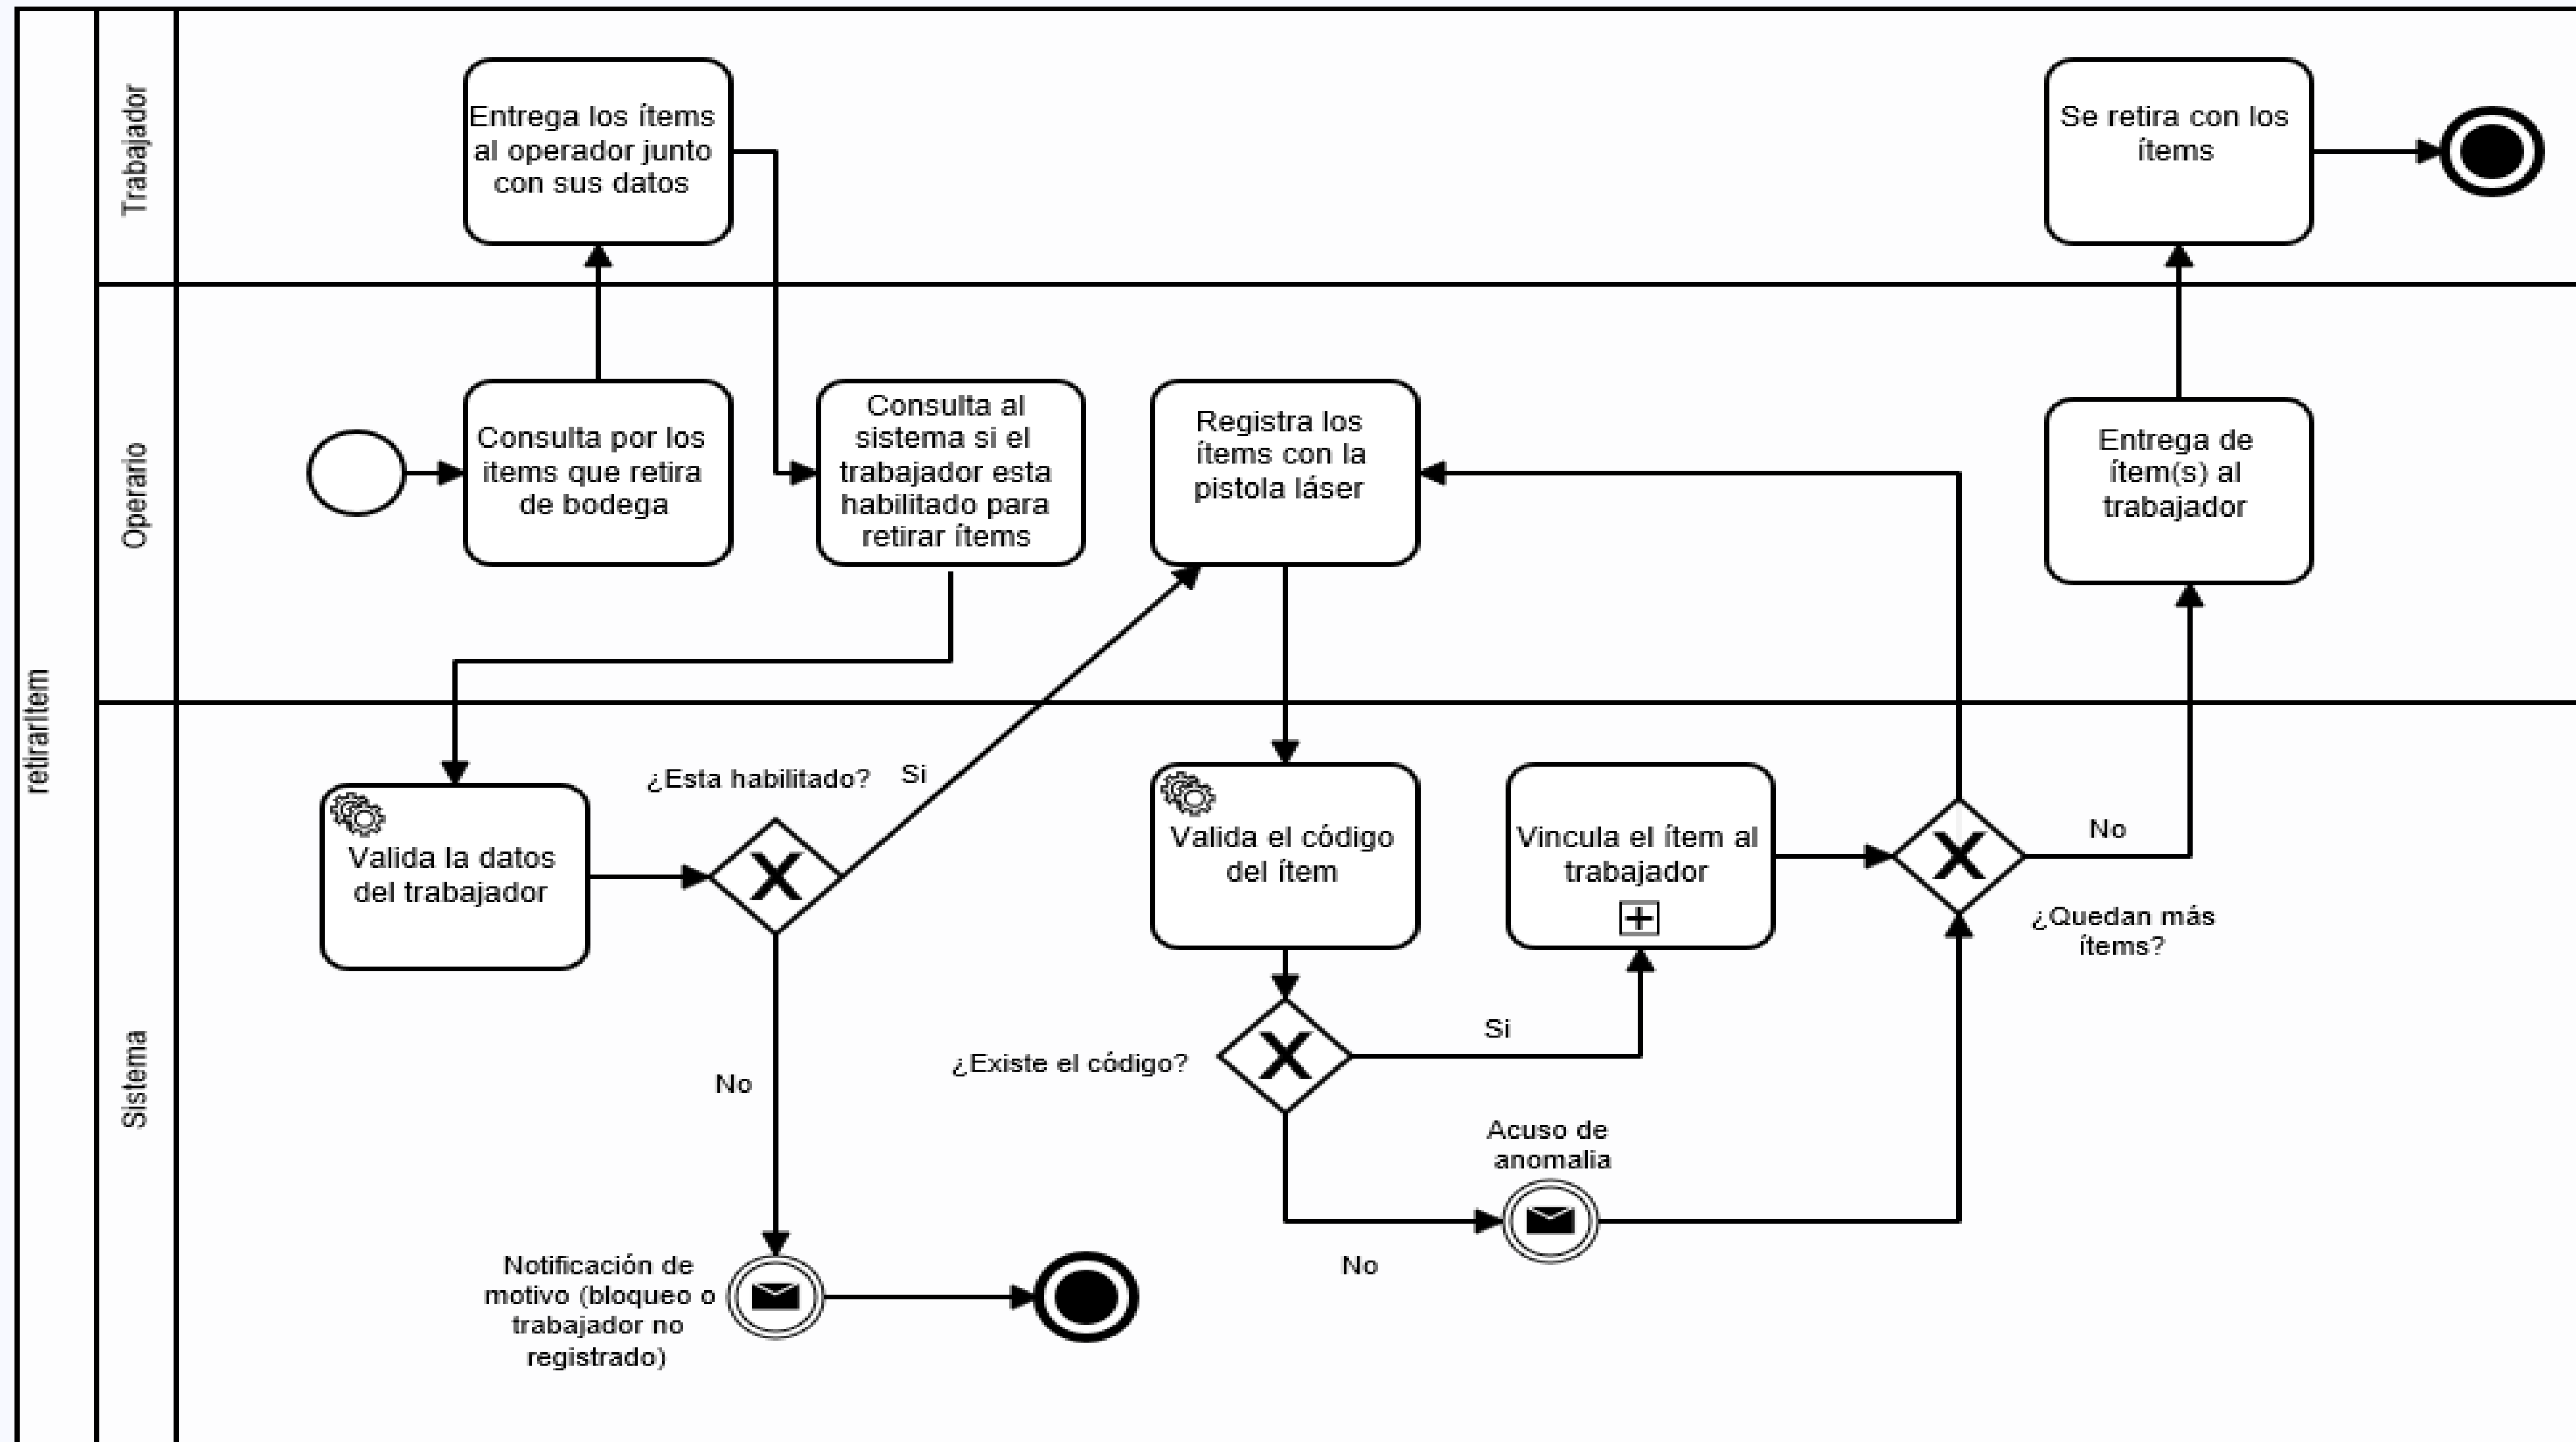 retirarItem
Trabajador
Entrega los ítems
al operador junto
con sus datos
Se retira con los
ítems
Operario
Consulta por los
items que retira
de bodega
Consulta al
sistema si el
trabajador esta
habilitado para
retirar ítems
Registra los
ítems con la
pistola láser
Entrega de
ítem(s) al
trabajador
Sistema
Valida la datos
del trabajador
¿Esta habilitado?
Si
No
Notificación de
motivo (bloqueo o
trabajador no
registrado)
Valida el código
del ítem
¿Existe el código?
Si
No
Vincula el ítem al
trabajador
Acuso de
anomalia
No
¿Quedan más
ítems?